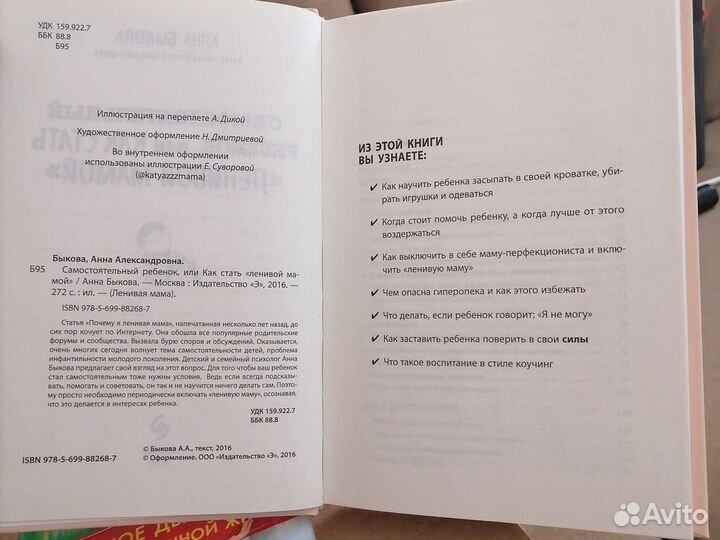 УДК 159.922.7
ББК 88.8
Б95
Иллюстрация на переплете А. Дикой
Художественное оформление Н. Дмитриевой
Во внутреннем оформлении
использованы иллюстрации Е. Суворовой
(@katyazzzmama)
Быкова, Анна Александровна.
Б95 Самостоятельный ребенок, или Как стать «ленивой ма-
мой» / Анна Быкова. — Москва : Издательство «Э», 2016. —
272 с. : ил. — (Ленивая мама).
ISBN 978-5-699-88268-7
Статья «Почему я ленивая мама», напечатанная несколько лет назад, до
сих пор кочует по Интернету. Она обошла все популярные родительские
форумы и сообщества. Вызвала бурю споров и обсуждений. Оказывается,
очень многих сегодня волнует тема самостоятельности детей, проблема
инфантильности молодого поколения. Детский и семейный психолог Анна
Быкова предлагает свой взгляд на этот вопрос. Для того чтобы ваш ребенок
стал самостоятельным тоже нужны условия. Ведь если всегда подсказы-
вать, помогать и советовать, он так и не научится ничего делать сам. Поэто-
му просто необходимо периодически включать «ленивую маму», осознавая,
что это делается в интересах ребенка.
УДК 159.922.7
ББК 88.8
© Быкова А.А., текст, 2016
ISBN 978-5-699-88268-7 © Оформление. ООО «Издательство «Э», 2016
ИЗ ЭТОЙ КНИГИ
ВЫ УЗНАЕТЕ:
✔ Как научить ребенка засыпать в своей кроватке, уби-
рать игрушки и одеваться
✔ Когда стоит помочь ребенку, а когда лучше от этого
воздержаться
✔ Как выключить в себе маму-перфекциониста и вклю-
чить «ленивую маму»
✔ Чем опасна гиперопека и как этого избежать
✔ Что делать, если ребенок говорит: «Я не могу»
✔ Как заставить ребенка поверить в свои силы
✔ Что такое воспитание в стиле коучинг
Avito